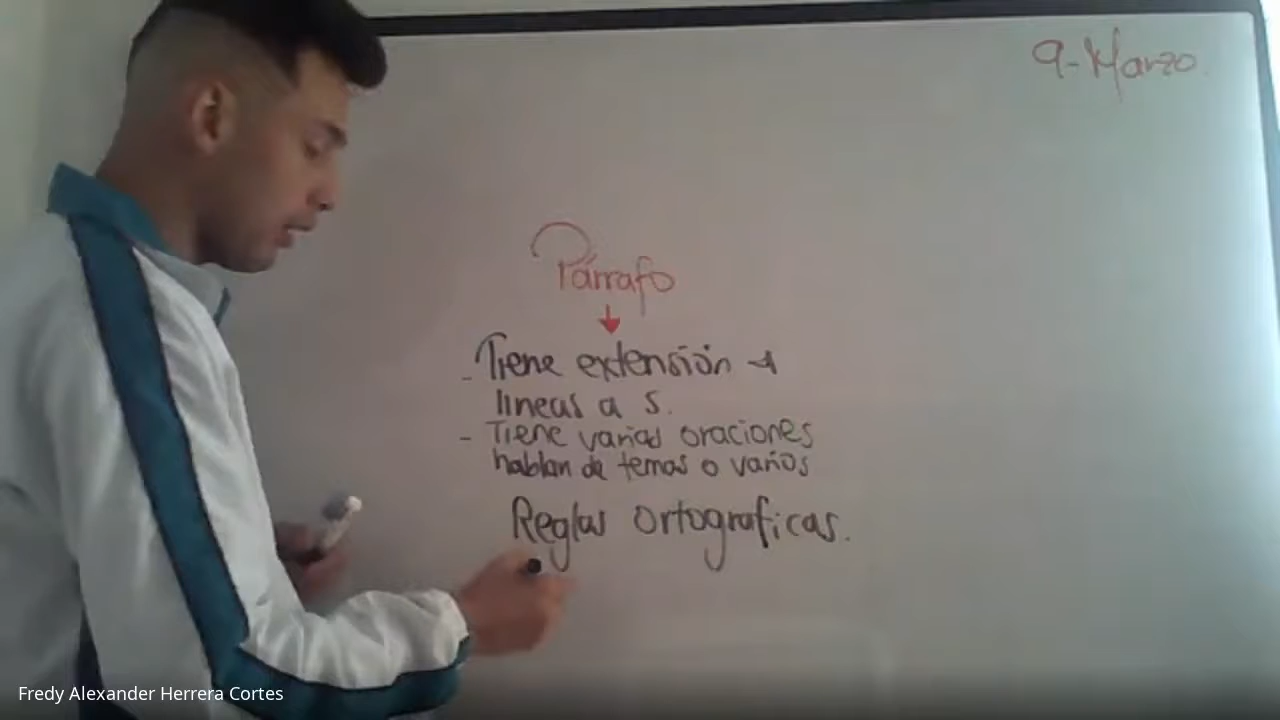 9-Marzo.
Párrafo
- Tiene extensión 4
lineas a 5.
- Tiene varias oraciones
hablan de temas o varios
Reglas ortograficas.
Fredy Alexander Herrera Cortes